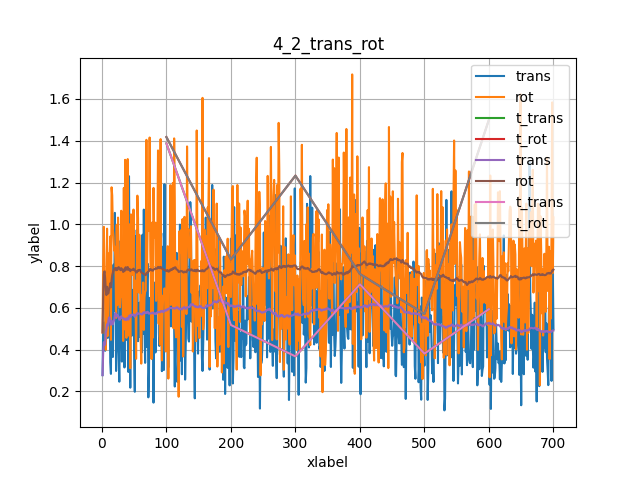 4_2_trans_rot
ylabel
1.6
1.4
1.2
1.0
0.8
0.6
0.4
0.2
0
100
200
300
400
500
600
700
xlabel
trans
rot
t_trans
t_rot
trans
rot
t_trans
t_rot